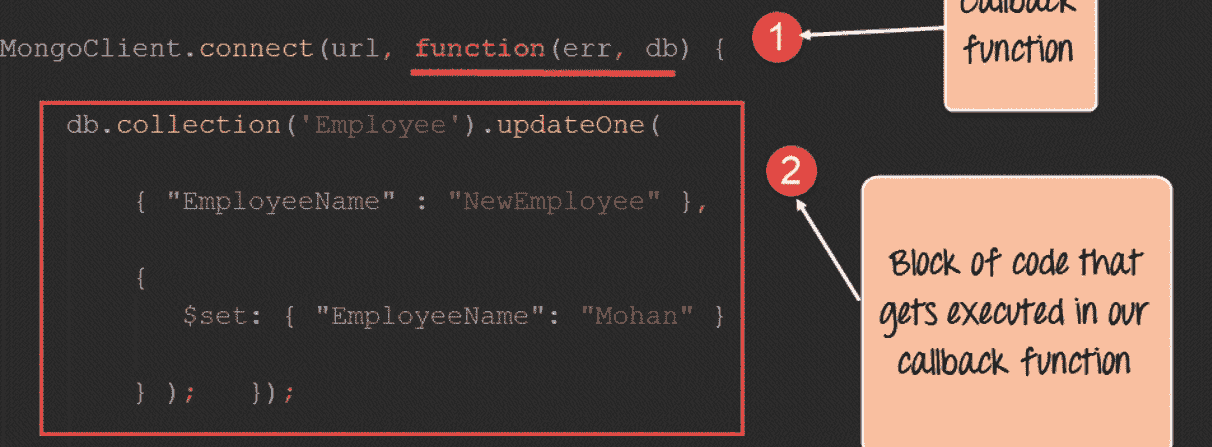 Callback
function
MongoClient.connect(url, function(err, db) {
1
db.collection('Employee').updateOne(
2
{ "EmployeeName" : "NewEmployee" },
{
$set: { "EmployeeName": "Mohan" }
} ); });
Block of code that
gets executed in our
callback function